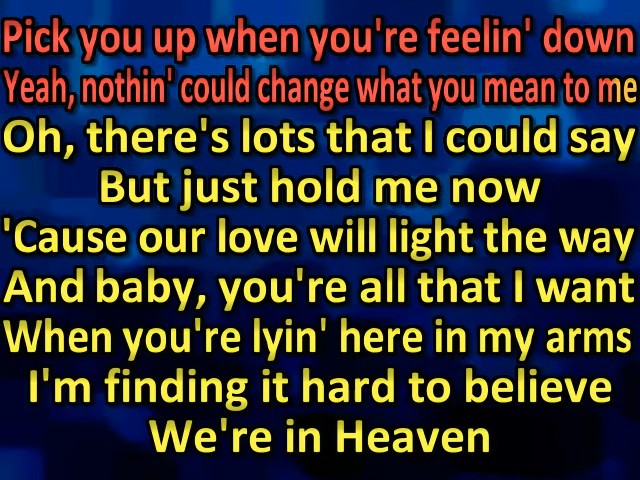 Pick you up when you're feelin' down
Yeah, nothin' could change what you mean to me
Oh, there's lots that I could say
But just hold me now
'Cause our love will light the way
And baby, you're all that I want
When you're lyin' here in my arms
I'm finding it hard to believe
We're in Heaven